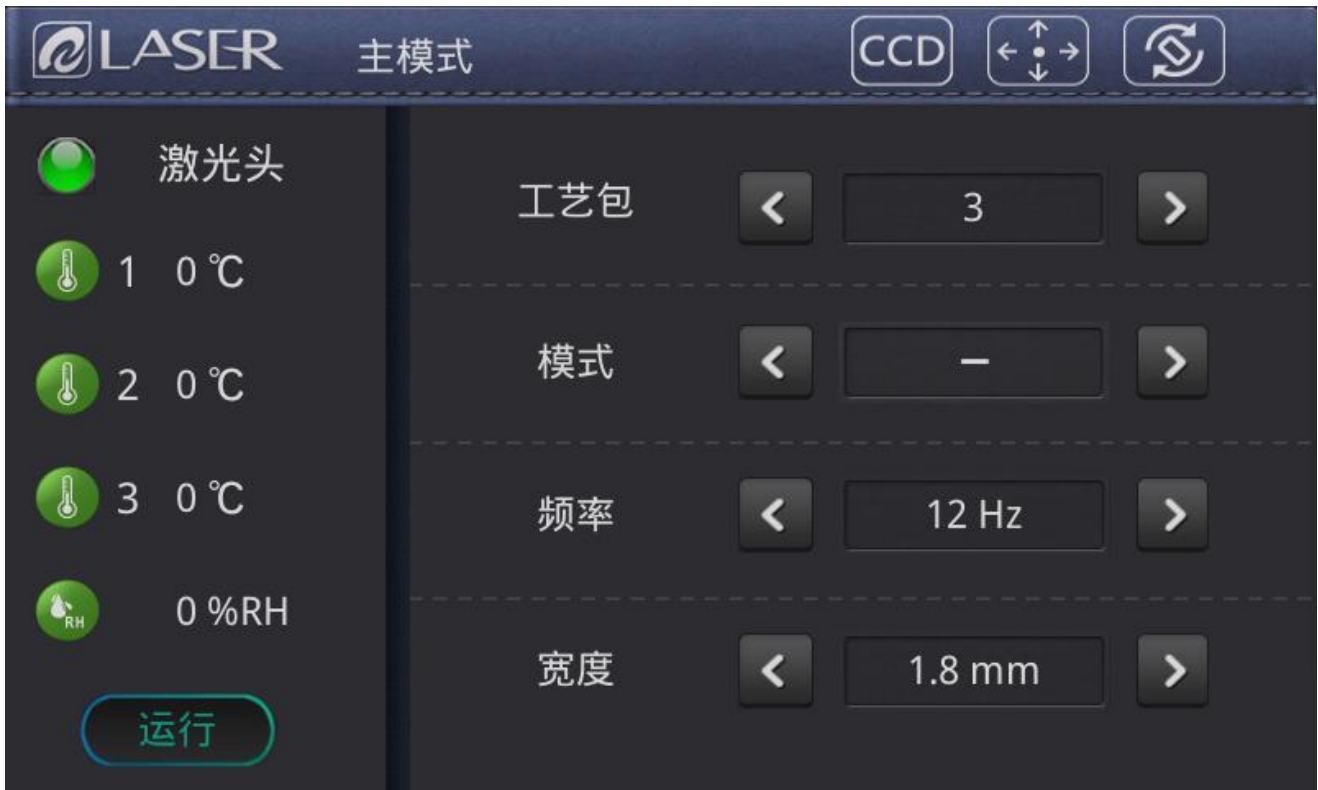 LASER 主模式 CCD
激光头
1 0 ℃
2 0 ℃
3 0 ℃
RH 0 %RH
运行
工艺包 3
模式 –
频率 12 Hz
宽度 1.8 mm